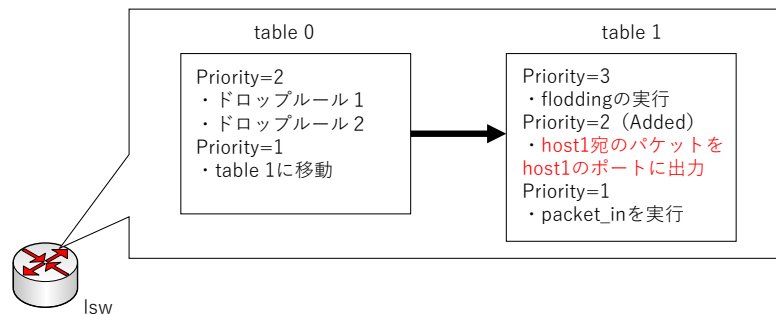 table 0
Priority=2
・ドロップルール１
・ドロップルール２
Priority=1
・table 1に移動
table 1
Priority=3
・floddingの実行
Priority=2（Added）
・host1宛のパケットを
host1のポートに出力
Priority=1
・packet_inを実行
lsw